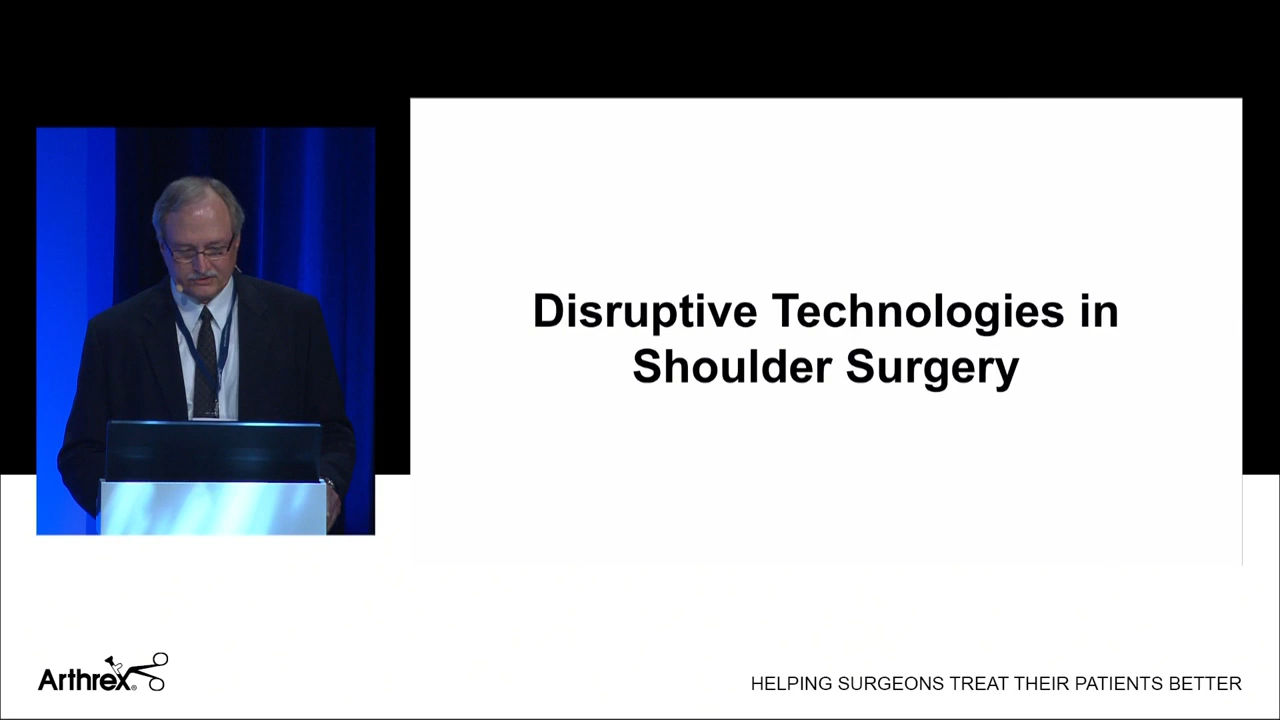 Disruptive Technologies in
Shoulder Surgery
Arthrex®
HELPING SURGEONS TREAT THEIR PATIENTS BETTER